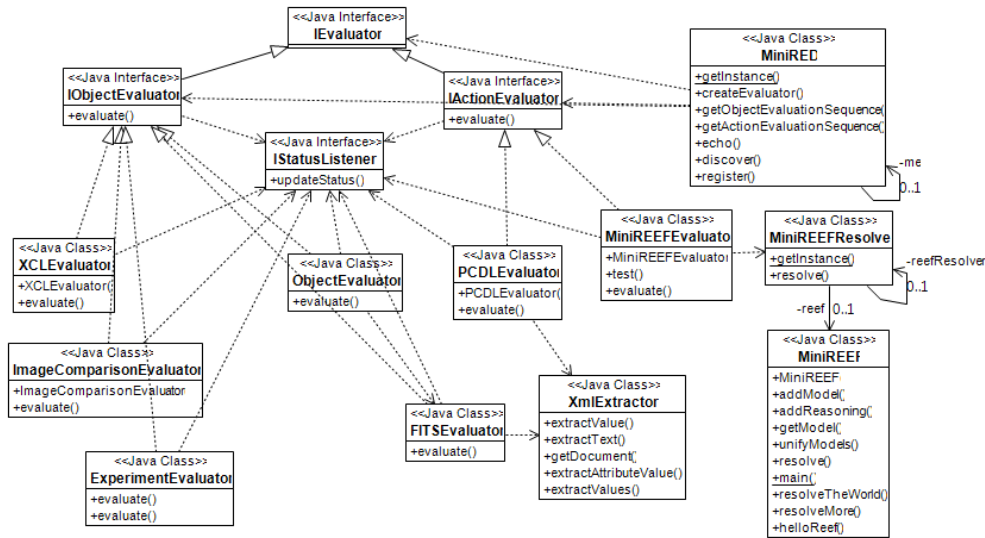 <<Java Interface>>
IEvaluator
<<Java Class>>
MiniRED
+getInstance()
+createEvaluator()
+getObjectEvaluationSequence(
+getActionEvaluationSequence(
+echo()
+discover()
+register()
-me
0..1
<<Java Interface>>
IObjectEvaluator
+evaluate()
<<Java Interface>>
IActionEvaluator
+evaluate()
<<Java Interface>>
IStatusListener
+updateStatus()
<<Java Class>>
XCLEvaluator
+XCLEvaluator(
+evaluate()
<<Java Class>>
ObjectEvaluator
+evaluate()
<<Java Class>>
PCDLEvaluator
+PCDLEvaluator(
+evaluate()
<<Java Class>>
MiniREEFEvaluator
+MiniREEFEvaluator
+test()
+evaluate()
<<Java Class>>
MiniREEFResolve
+getInstance()
+resolve()
-reefResolver
0..1
-reef 0..1
<<Java Class>>
MiniREEF
+MiniREEF
+addModel(
+addReasoning(
+getModel()
+unifyModels()
+resolve()
+main(
+resolveTheWorld()
+resolveMore()
+helloReef()
<<Java Class>>
ImageComparisonEvaluator
+ImageComparisonEvaluator
+evaluate()
<<Java Class>>
FITSEvaluator
+evaluate()
<<Java Class>>
XmlExtractor
+extractValue()
+extractText()
+getDocument(
+extractAttributeValue()
+extractValues()
<<Java Class>>
ExperimentEvaluator
+evaluate()
+evaluate()